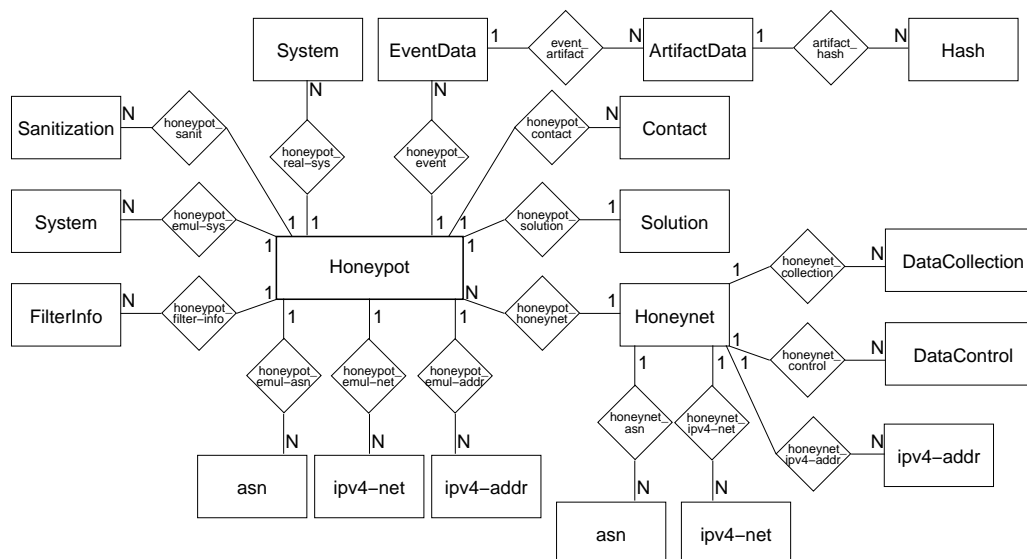 System
EventData
1
event_
artifact
N
ArtifactData
1
artifact_
hash
N
Hash
N
N
Sanitization
N
honeypot_
sanit
honeypot_
real−sys
honeypot_
event
honeypot_
contact
N
Contact
System
N
honeypot_
emul−sys
1
1
1
1
1
1
honeypot_
solution
1
Solution
1
Honeypot
FilterInfo
N
honeypot_
filter−info
1
N
honeypot_
honeynet
1
Honeynet
1
honeynet_
collection
N
DataCollection
1
1
1
honeypot_
emul−asn
honeypot_
emul−net
honeypot_
emul−addr
1
1
1
1
honeynet_
control
N
DataControl
N
N
N
asn
ipv4−net
ipv4−addr
honeynet_
asn
honeynet_
ipv4−net
honeynet_
ipv4−addr
N
ipv4−addr
N
N
asn
ipv4−net